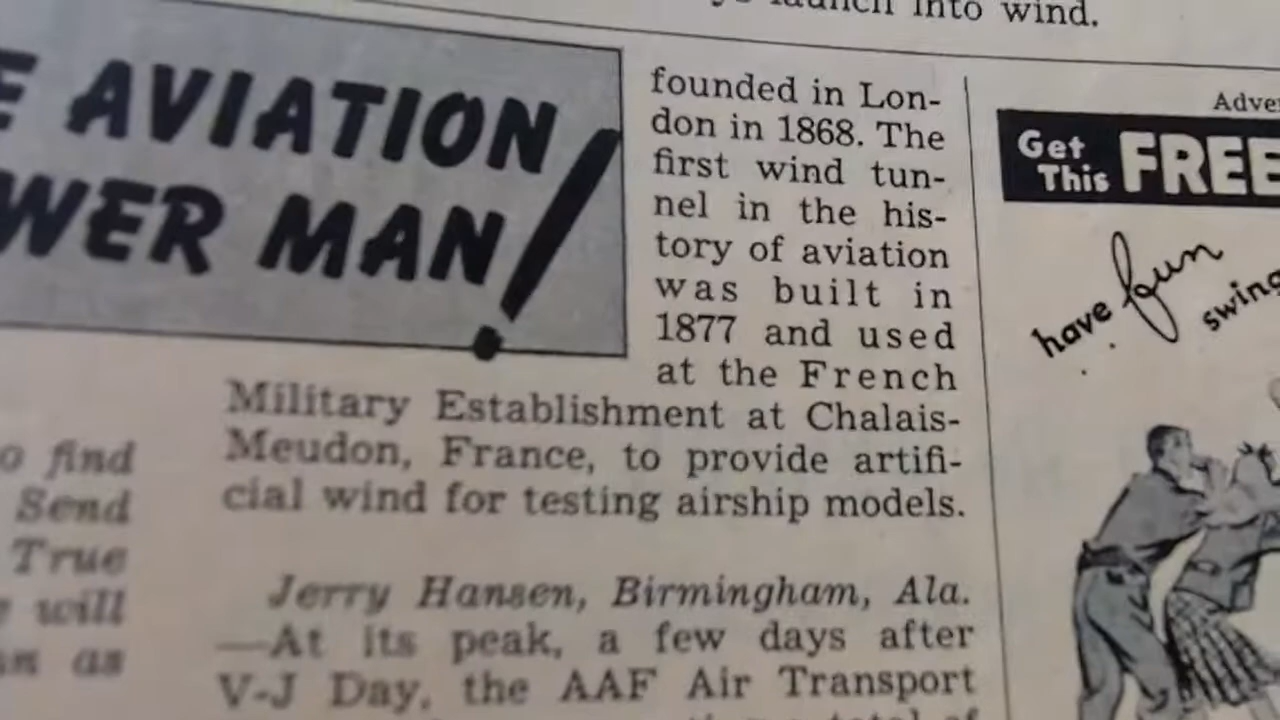 launch into wind.
AVIATION
MAN!
founded in Lon-
don in 1868. The
first wind tun-
nel in the his-
tory of aviation
was built in
1877 and used
at the French
Military Establishment at Chalais-
Meudon, France, to provide artifi-
cial wind for testing airship models.
Jerry Hansen, Birmingham, Ala.
—At its peak, a few days after
V-J Day, the AAF Air Transport
total of
find
Send
True
will
as
Get
This FREE
have fun
swing